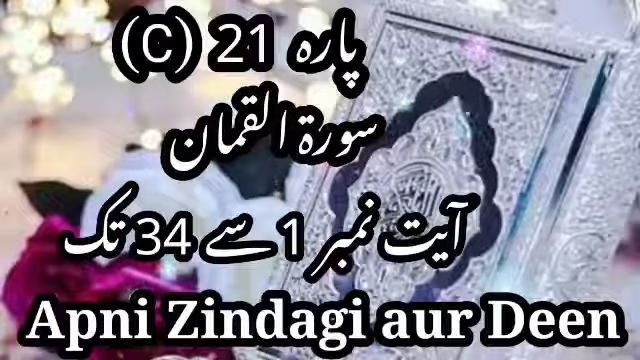 پارہ 21 (C)
سورۃ القمان
آیت نمبر 1 سے 34 تک
Apni Zindagi aur Deen